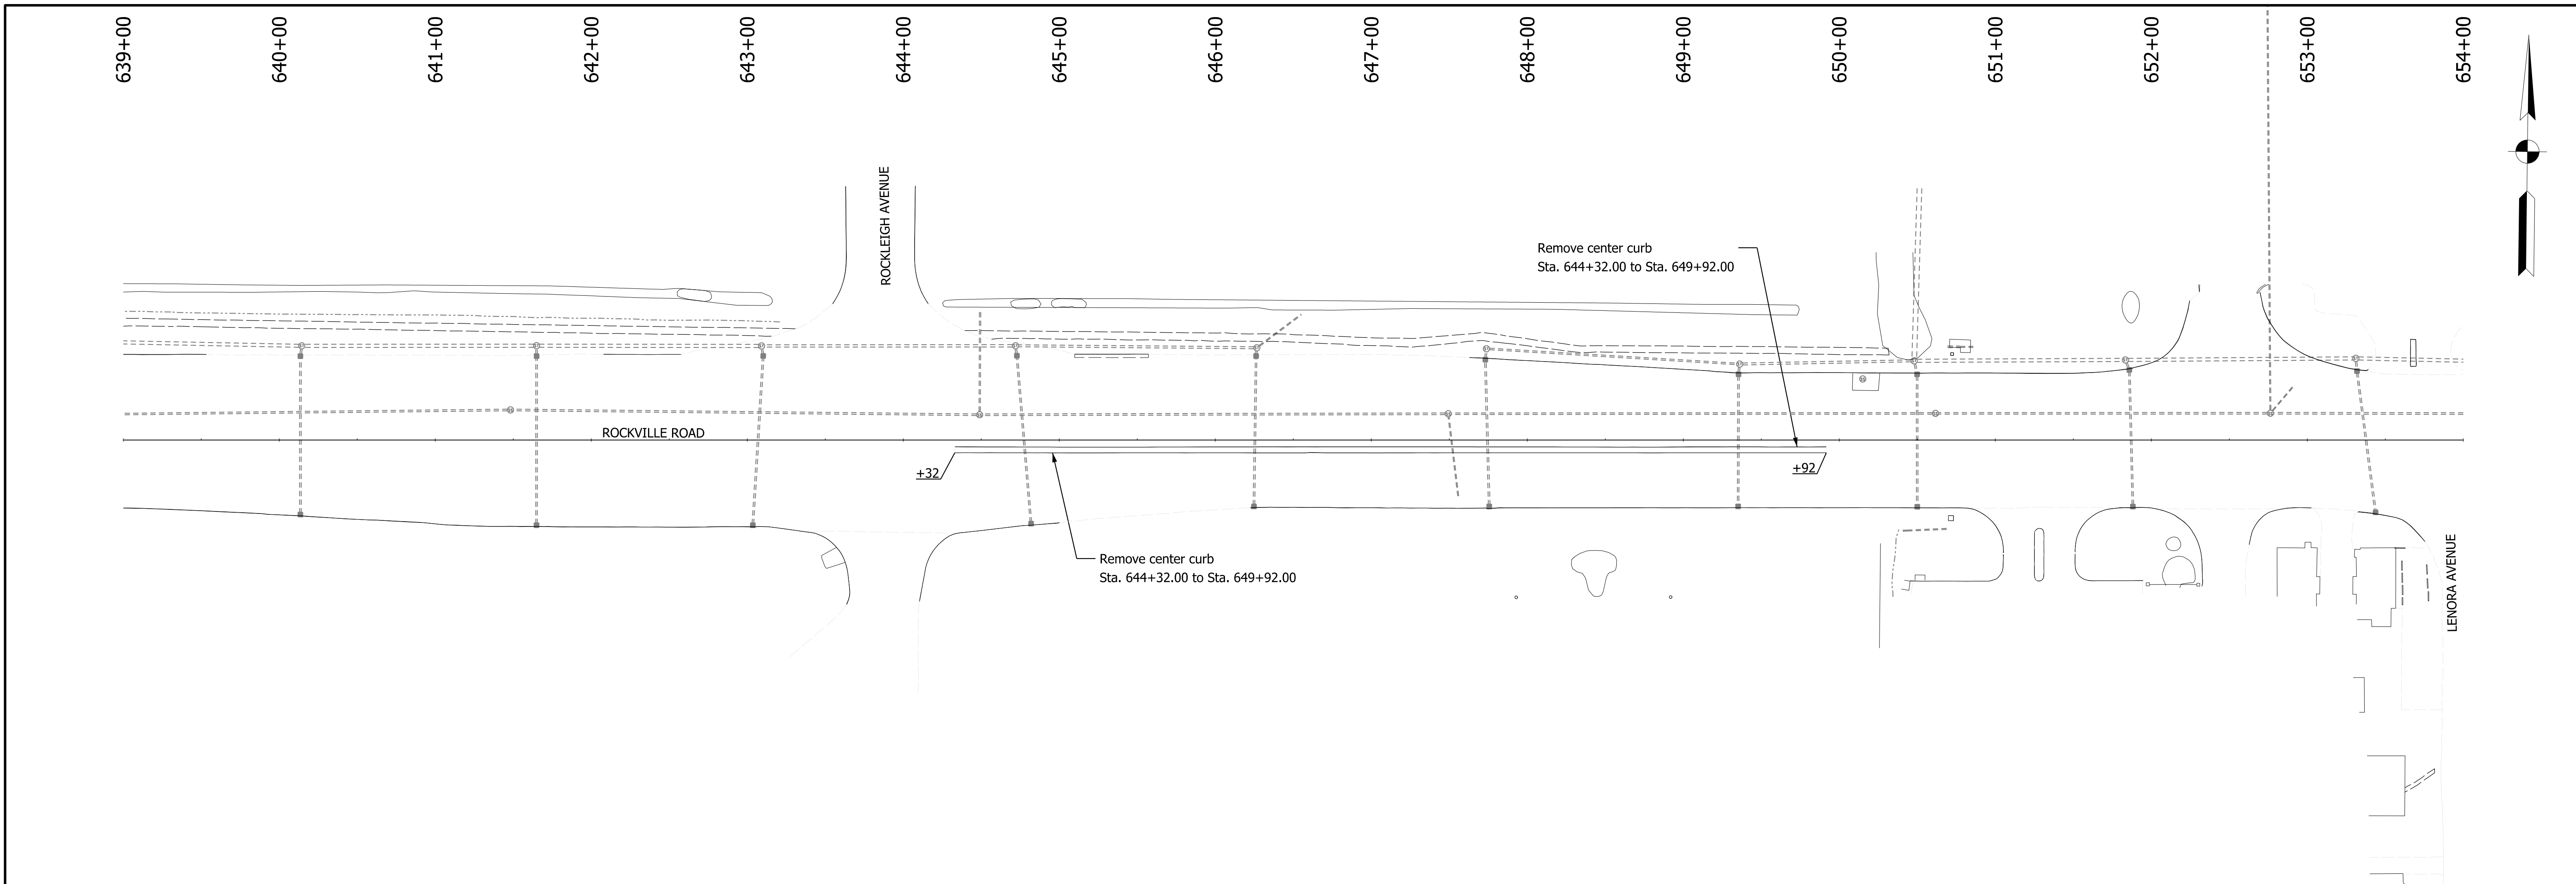 639+00
640+00
641+00
642+00
643+00
644+00
645+00
646+00
647+00
648+00
649+00
650+00
651+00
652+00
653+00
654+00
ROCKLEIGH AVENUE
Remove center curb
Sta. 644+32.00 to Sta. 649+92.00
ROCKVILLE ROAD
+32
+92
Remove center curb
Sta. 644+32.00 to Sta. 649+92.00
LENORA AVENUE